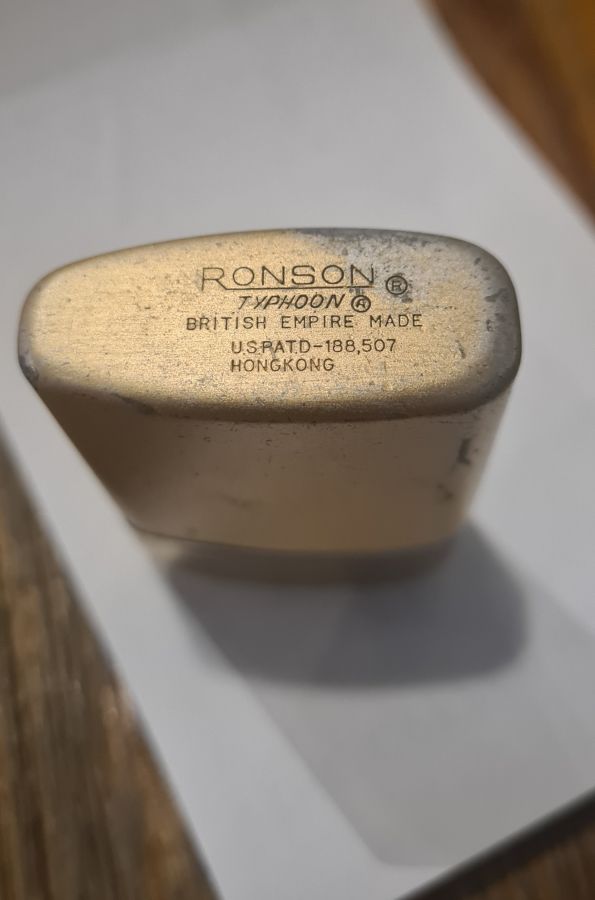 RONSON ®
TYPHOON ®
BRITISH EMPIRE MADE
U.S.PAT.D-188,507
HONGKONG